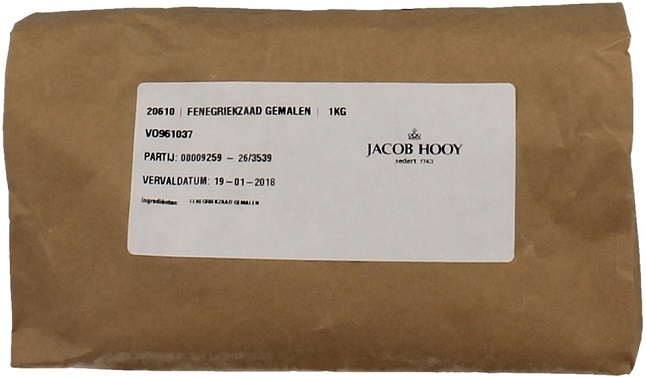 20610 | FENEGRIEKZAAD GEMALEN | 1KG
VO961037
PARTIJ: 00009259 – 26/3539
VERVALDATUM: 19–01–2018
Ingrediënten: FENEGRIEKZAAD GEMALEN
JACOB HOOY
sedert 1743